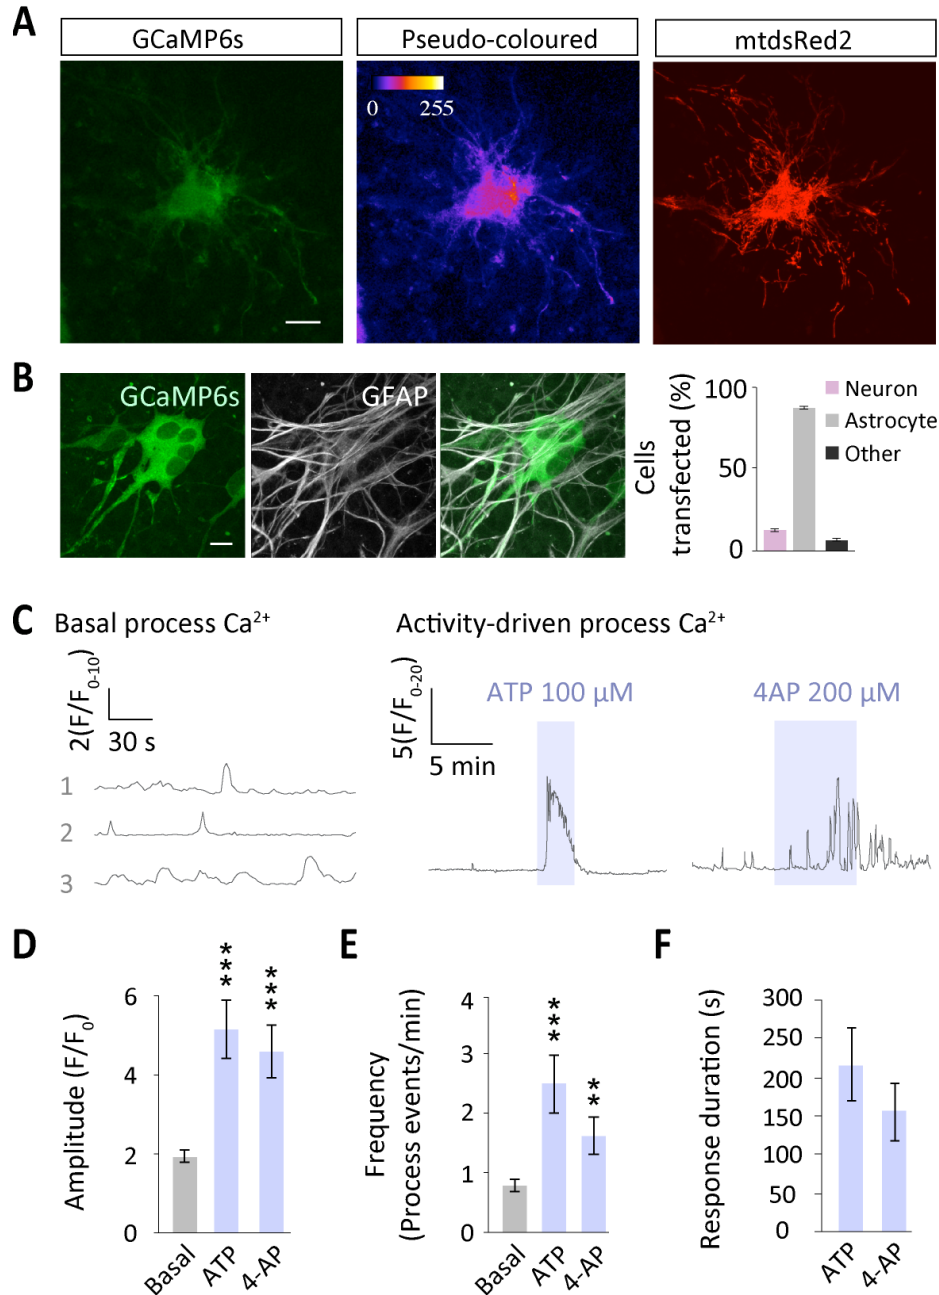 A
GCaMP6s
Pseudo-coloured
mtdsRed2
0 255
B
GCaMP6s
GFAP
Cells
transfected (%)
100
50
0
Neuron
Astrocyte
Other
C
Basal process Ca²⁺
Activity-driven process Ca²⁺
2(F/F₀₋₁₀)
30 s
5(F/F₀₋₂₀)
5 min
ATP 100 µM
4AP 200 µM
1
2
3
D
Amplitude (F/F₀)
6
4
2
0
***
***
Basal
ATP
4-AP
E
Frequency
(Process events/min)
4
3
2
1
0
***
**
Basal
ATP
4-AP
F
Response duration (s)
300
250
200
150
100
50
0
ATP
4-AP